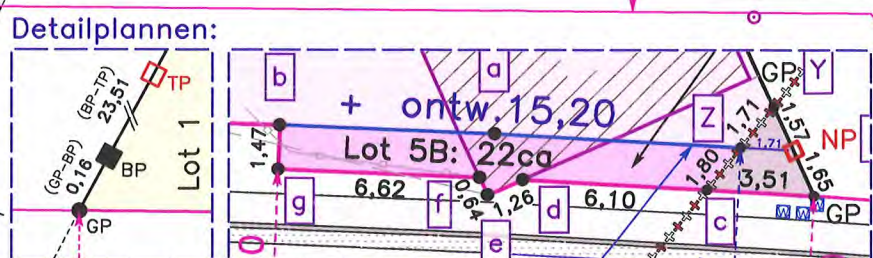 Detailplannen:
(BP-TP)
23,51
TP
(GP-BP)
0,16
BP
Lot 1
GP
b
a
GP
Y
+ ontw.15,20
Z
1,71
1,57
NP
1,47
Lot 5B: 22ca
1,71
1,80
3,51
1,65
6,62
f
0,64
1,26
d
6,10
g
c
W W W
GP
e
0